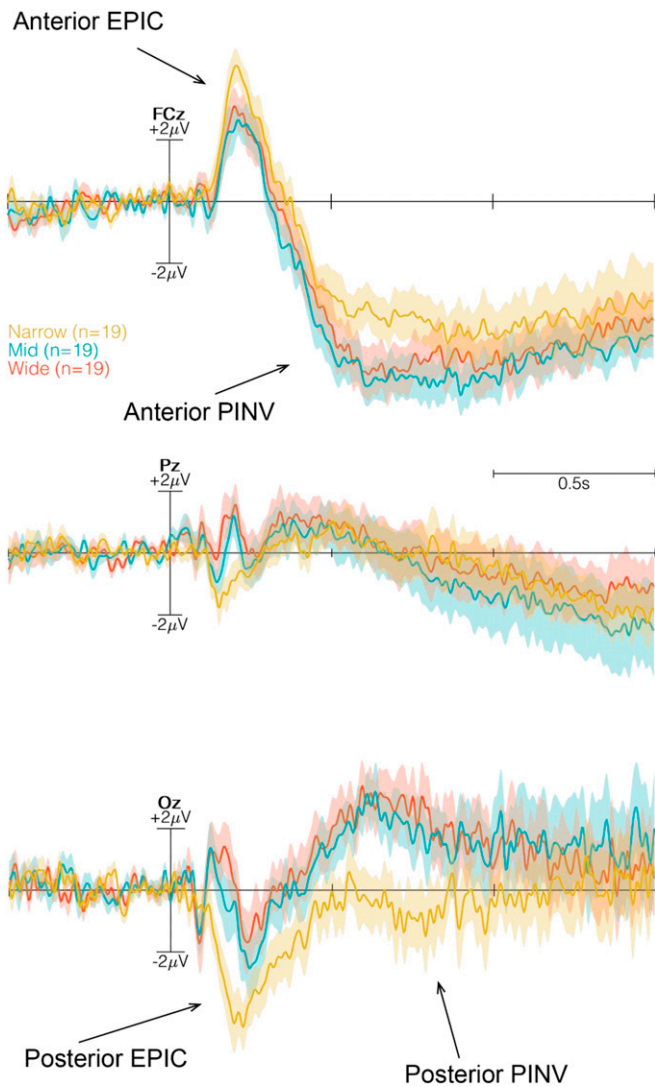 Anterior EPIC
FCz
+2µV
-2µV
Narrow (n=19)
Mid (n=19)
Wide (n=19)
Anterior PINV
Pz
+2µV
0.5s
-2µV
Oz
+2µV
-2µV
Posterior EPIC
Posterior PINV